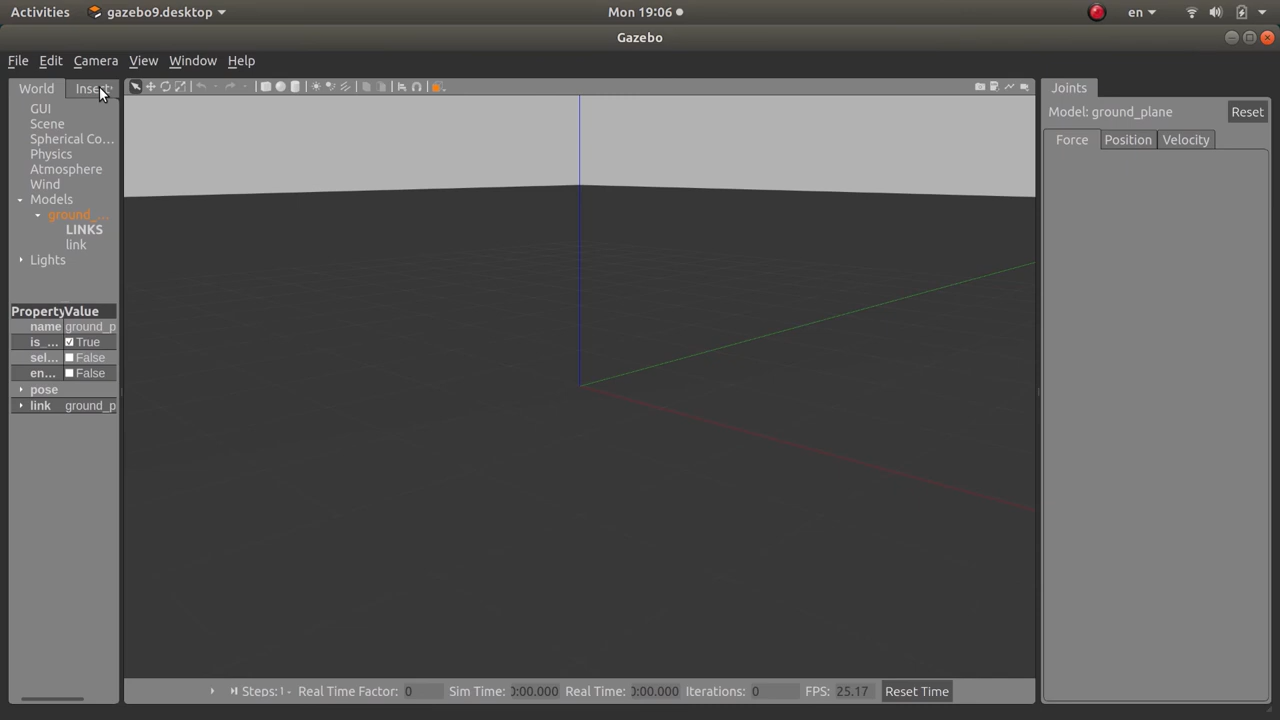 Activities gazebo9.desktop Mon 19:06 en
Gazebo
File Edit Camera View Window Help
World Insert
GUI
Scene
Spherical Co...
Physics
Atmosphere
Wind
Models
ground_...
LINKS
link
Lights
Property Value
name ground_p
is_... True
sel... False
en... False
pose
link ground_p
Joints
Model: ground_plane Reset
Force Position Velocity
Steps: 1 Real Time Factor: 0 Sim Time: 0:00.000 Real Time: 0:00.000 Iterations: 0 FPS: 25.17 Reset Time